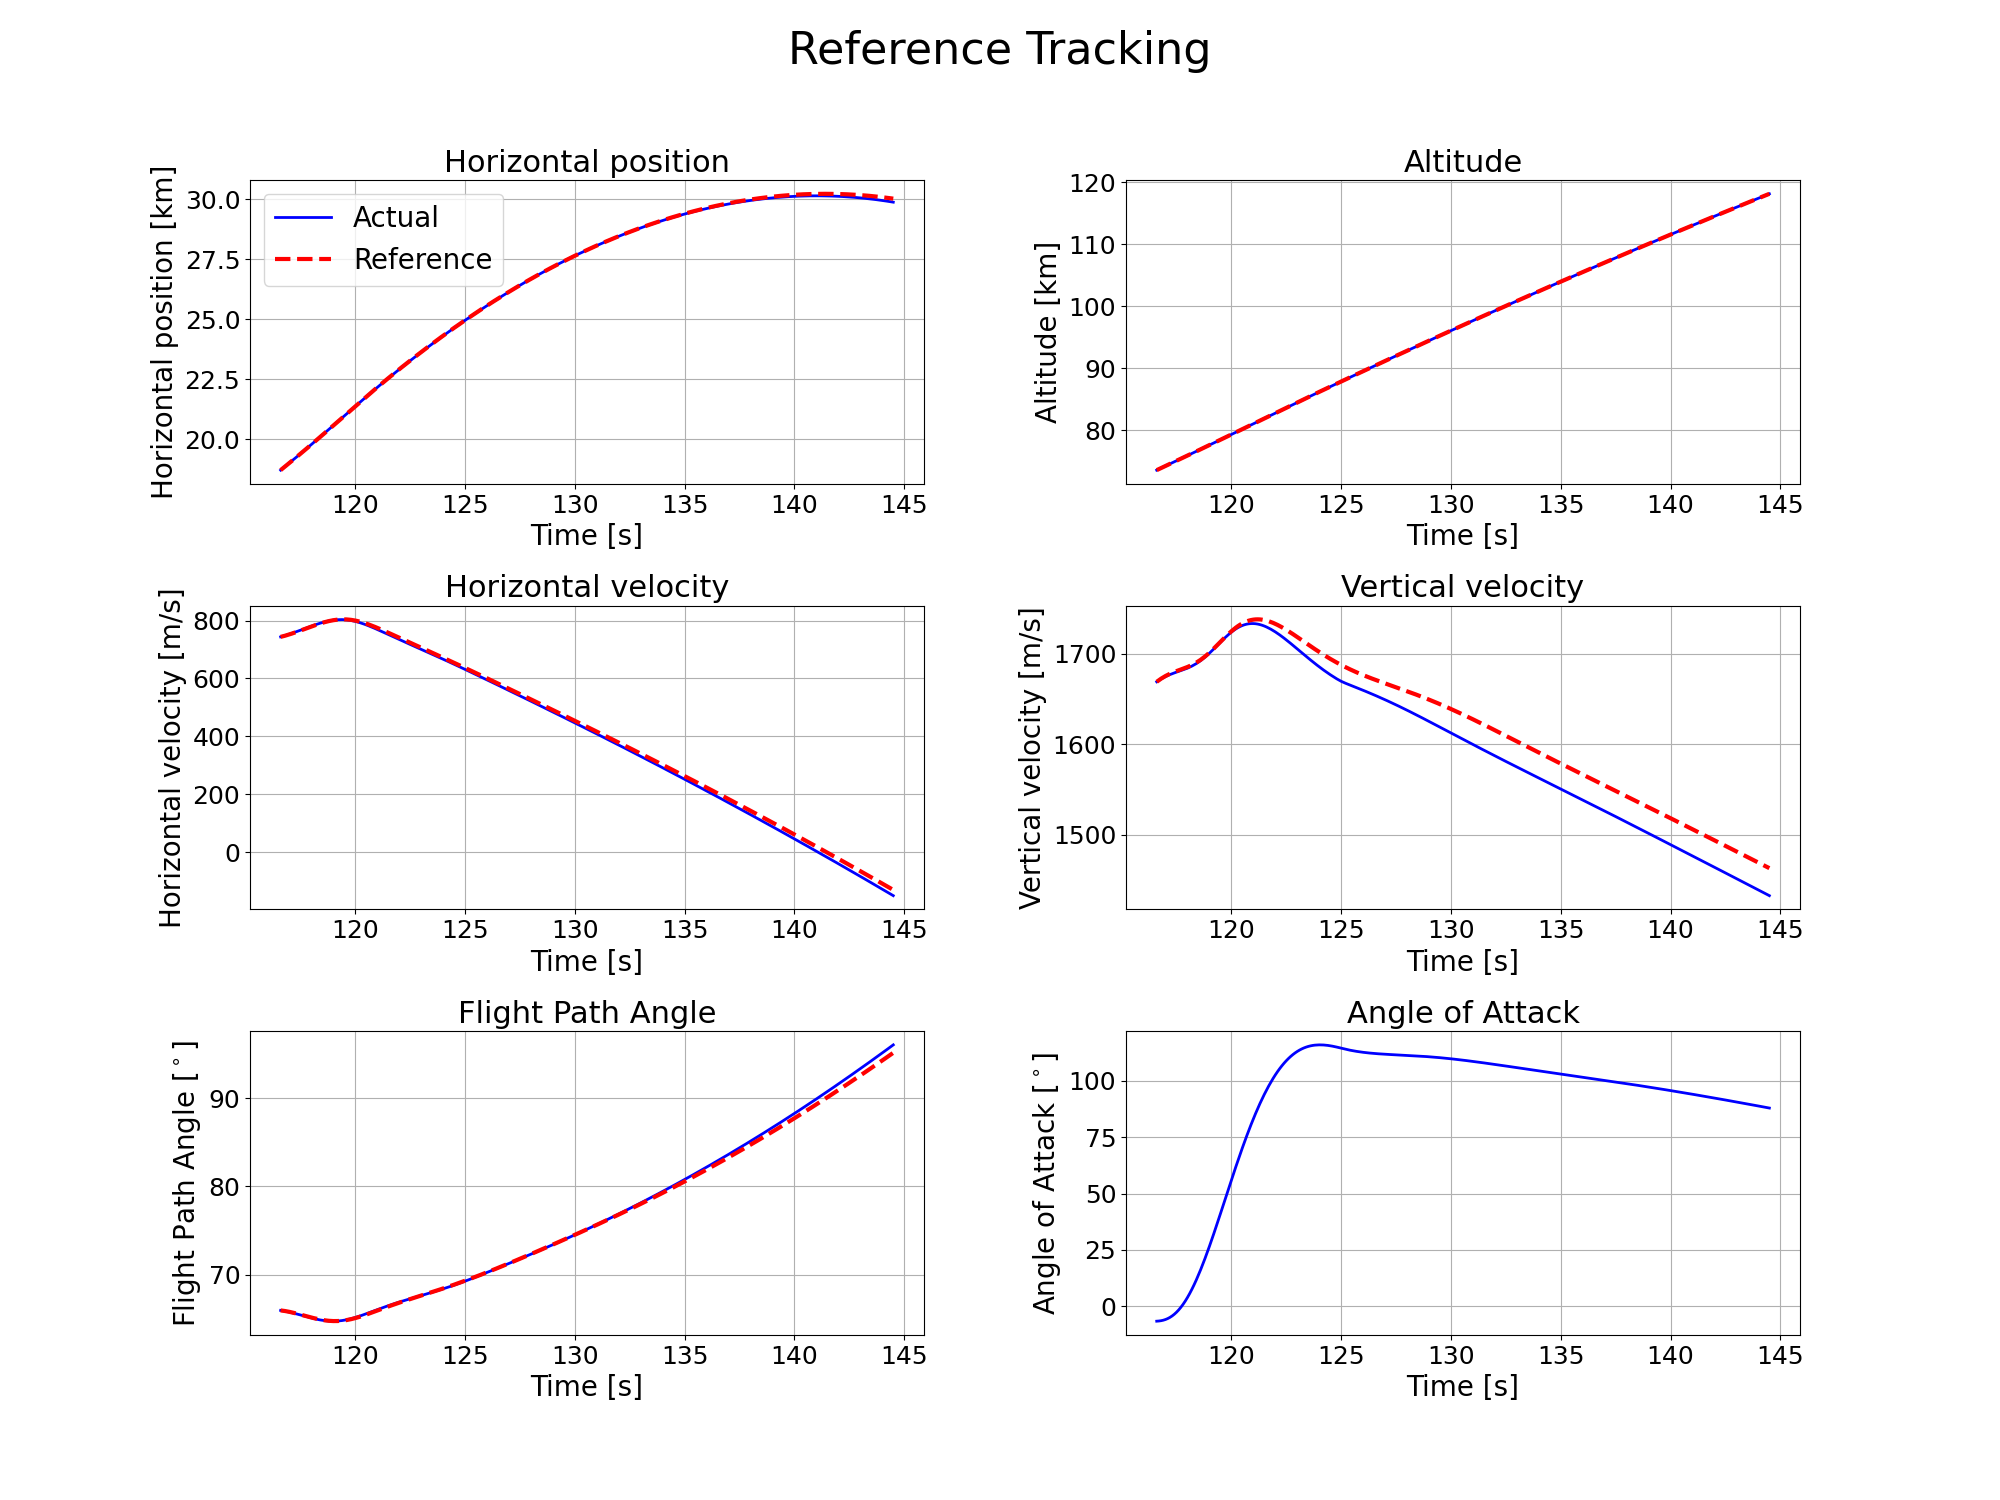 Reference Tracking
Horizontal position
Horizontal position [km]
30.0
27.5
25.0
22.5
20.0
Actual
Reference
120 125 130 135 140 145
Time [s]
Altitude
Altitude [km]
120
110
100
90
80
120 125 130 135 140 145
Time [s]
Horizontal velocity
Horizontal velocity [m/s]
800
600
400
200
0
120 125 130 135 140 145
Time [s]
Vertical velocity
Vertical velocity [m/s]
1700
1600
1500
120 125 130 135 140 145
Time [s]
Flight Path Angle
Flight Path Angle [°]
90
80
70
120 125 130 135 140 145
Time [s]
Angle of Attack
Angle of Attack [°]
100
75
50
25
0
120 125 130 135 140 145
Time [s]